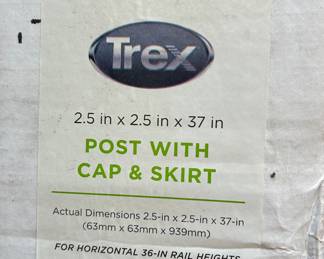 Trex
2.5 in x 2.5 in x 37 in
POST WITH
CAP & SKIRT
Actual Dimensions 2.5-in x 2.5-in x 37-in
(63mm x 63mm x 939mm)
FOR HORIZONTAL 36-IN RAIL HEIGHTS